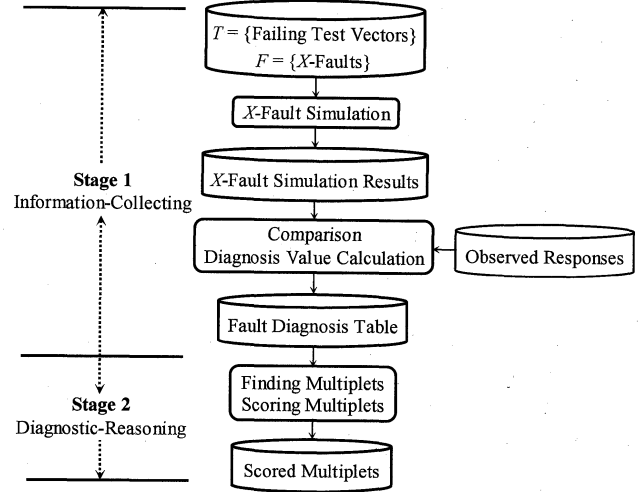 T = {Failing Test Vectors}
F = {X-Faults}
X-Fault Simulation
Stage 1
Information-Collecting
X-Fault Simulation Results
Comparison
Diagnosis Value Calculation
Observed Responses
Fault Diagnosis Table
Finding Multiplets
Scoring Multiplets
Stage 2
Diagnostic-Reasoning
Scored Multiplets